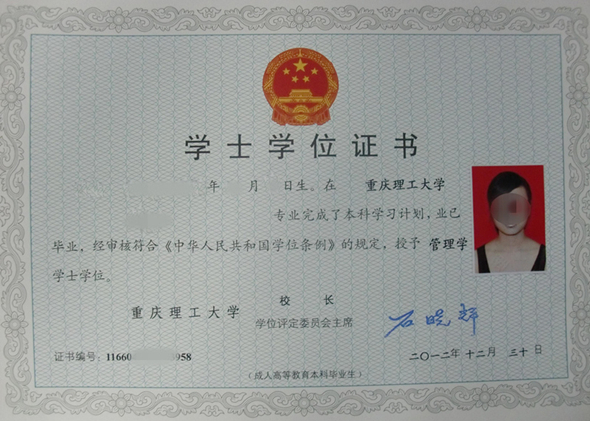 学士学位证书
年 月 日生。在 重庆理工大学
专业完成了本科学习计划,业已
毕业,经审核符合《中华人民共和国学位条例》的规定,授予 管理学
学士学位。
重庆理工大学
校 长
学位评定委员会主席
石晓辉
证书编号:11660 958
二〇一二年 十二月 三十日
(成人高等教育本科毕业生)